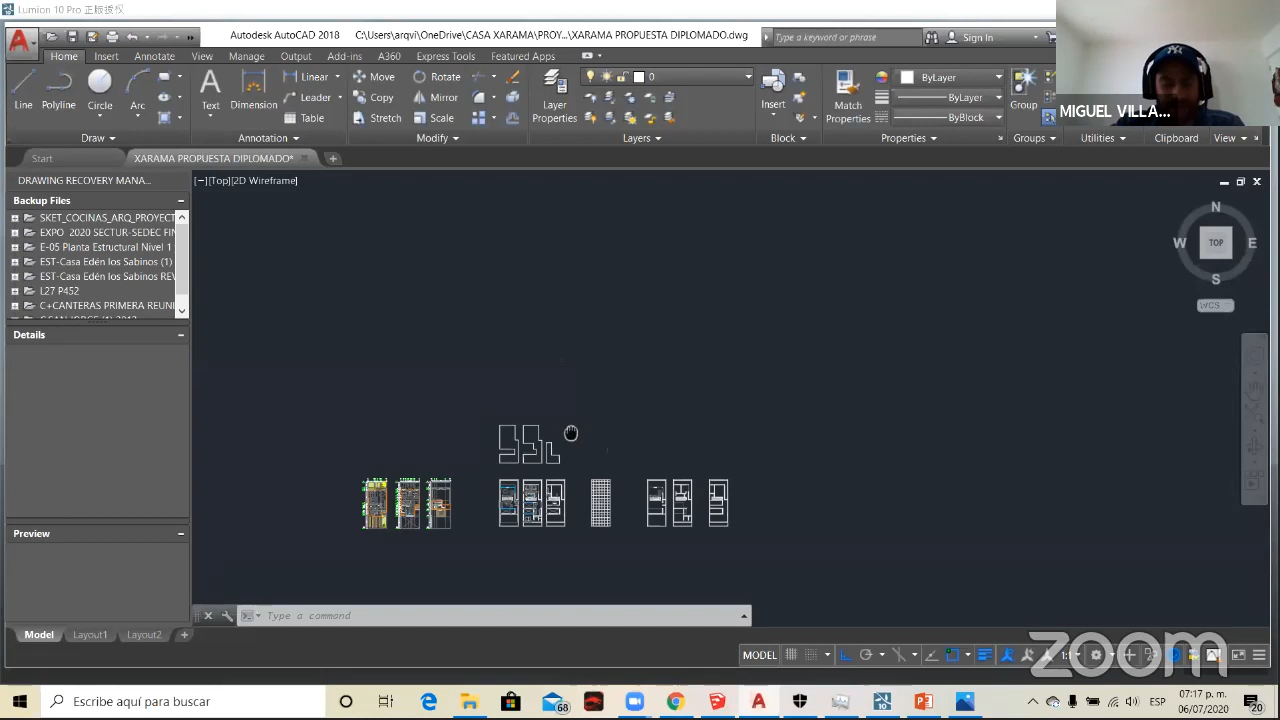 Lumion 10 Pro 正版授权
Autodesk AutoCAD 2018 C:\Users\arqvi\OneDrive\CASA XARAMA\PROY...\XARAMA PROPUESTA DIPLOMADO.dwg
Type a keyword or phrase
Sign In
Home Insert Annotate View Manage Output Add-ins A360 Express Tools Featured Apps
Line Polyline Circle Arc Text Dimension
Linear
Leader
Table
Move Rotate
Copy Mirror
Stretch Scale
Layer
Properties
0
Insert
Match
Properties
ByLayer
ByLayer
ByBlock
Group
Draw Annotation Modify Layers Block Properties Groups Utilities Clipboard View
MIGUEL VILLA...
Start XARAMA PROPUESTA DIPLOMADO*
DRAWING RECOVERY MANA...
[−][Top][2D Wireframe]
Backup Files
SKET_COCINAS_ARQ_PROYECT
EXPO 2020 SECTUR-SEDEC FIN
E-05 Planta Estructural Nivel 1
EST-Casa Edén los Sabinos (1)
EST-Casa Edén los Sabinos REV
L27 P452
C+CANTERAS PRIMERA REUNI
N
W TOP E
S
WCS
Details
Preview
Type a command
Model Layout1 Layout2
MODEL
1:1
zoom
Escribe aquí para buscar
68
ESP
07:17 p. m.
06/07/2020
20